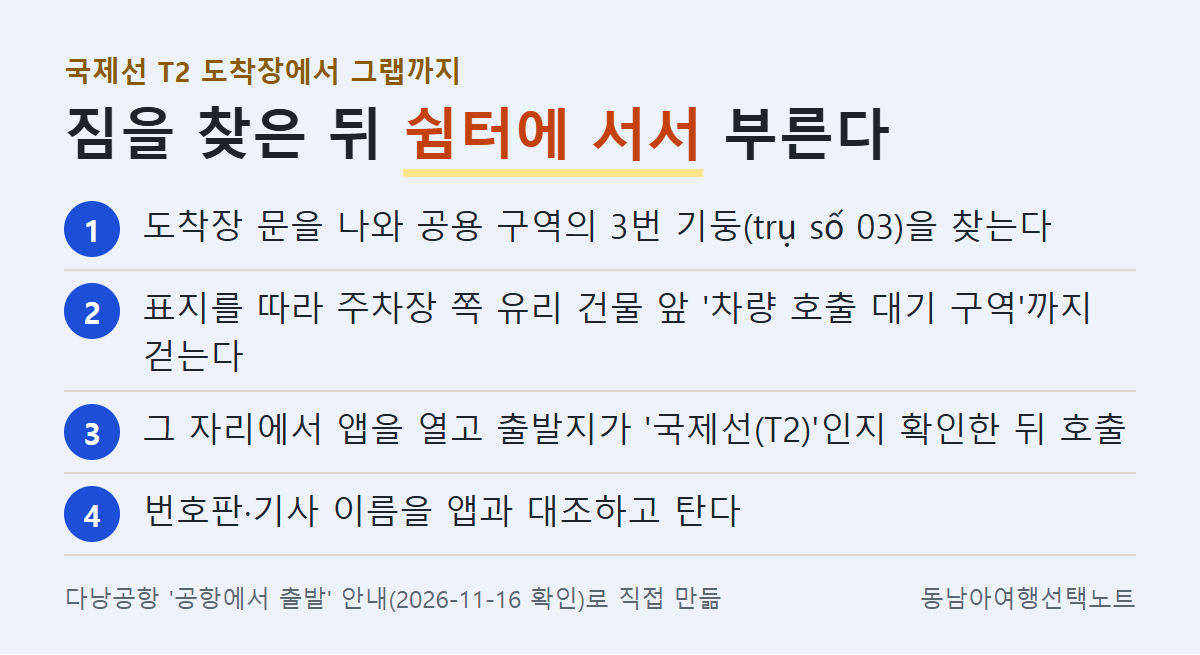 국제선 T2 도착장에서 그랩까지
짐을 찾은 뒤 쉼터에 서서 부른다
1 도착장 문을 나와 공용 구역의 3번 기둥(trụ số 03)을 찾는다
2 표지를 따라 주차장 쪽 유리 건물 앞 '차량 호출 대기 구역'까지
걷는다
3 그 자리에서 앱을 열고 출발지가 '국제선(T2)'인지 확인한 뒤 호출
4 번호판·기사 이름을 앱과 대조하고 탄다
다낭공항 '공항에서 출발' 안내(2026-11-16 확인)로 직접 만듦
동남아여행선택노트